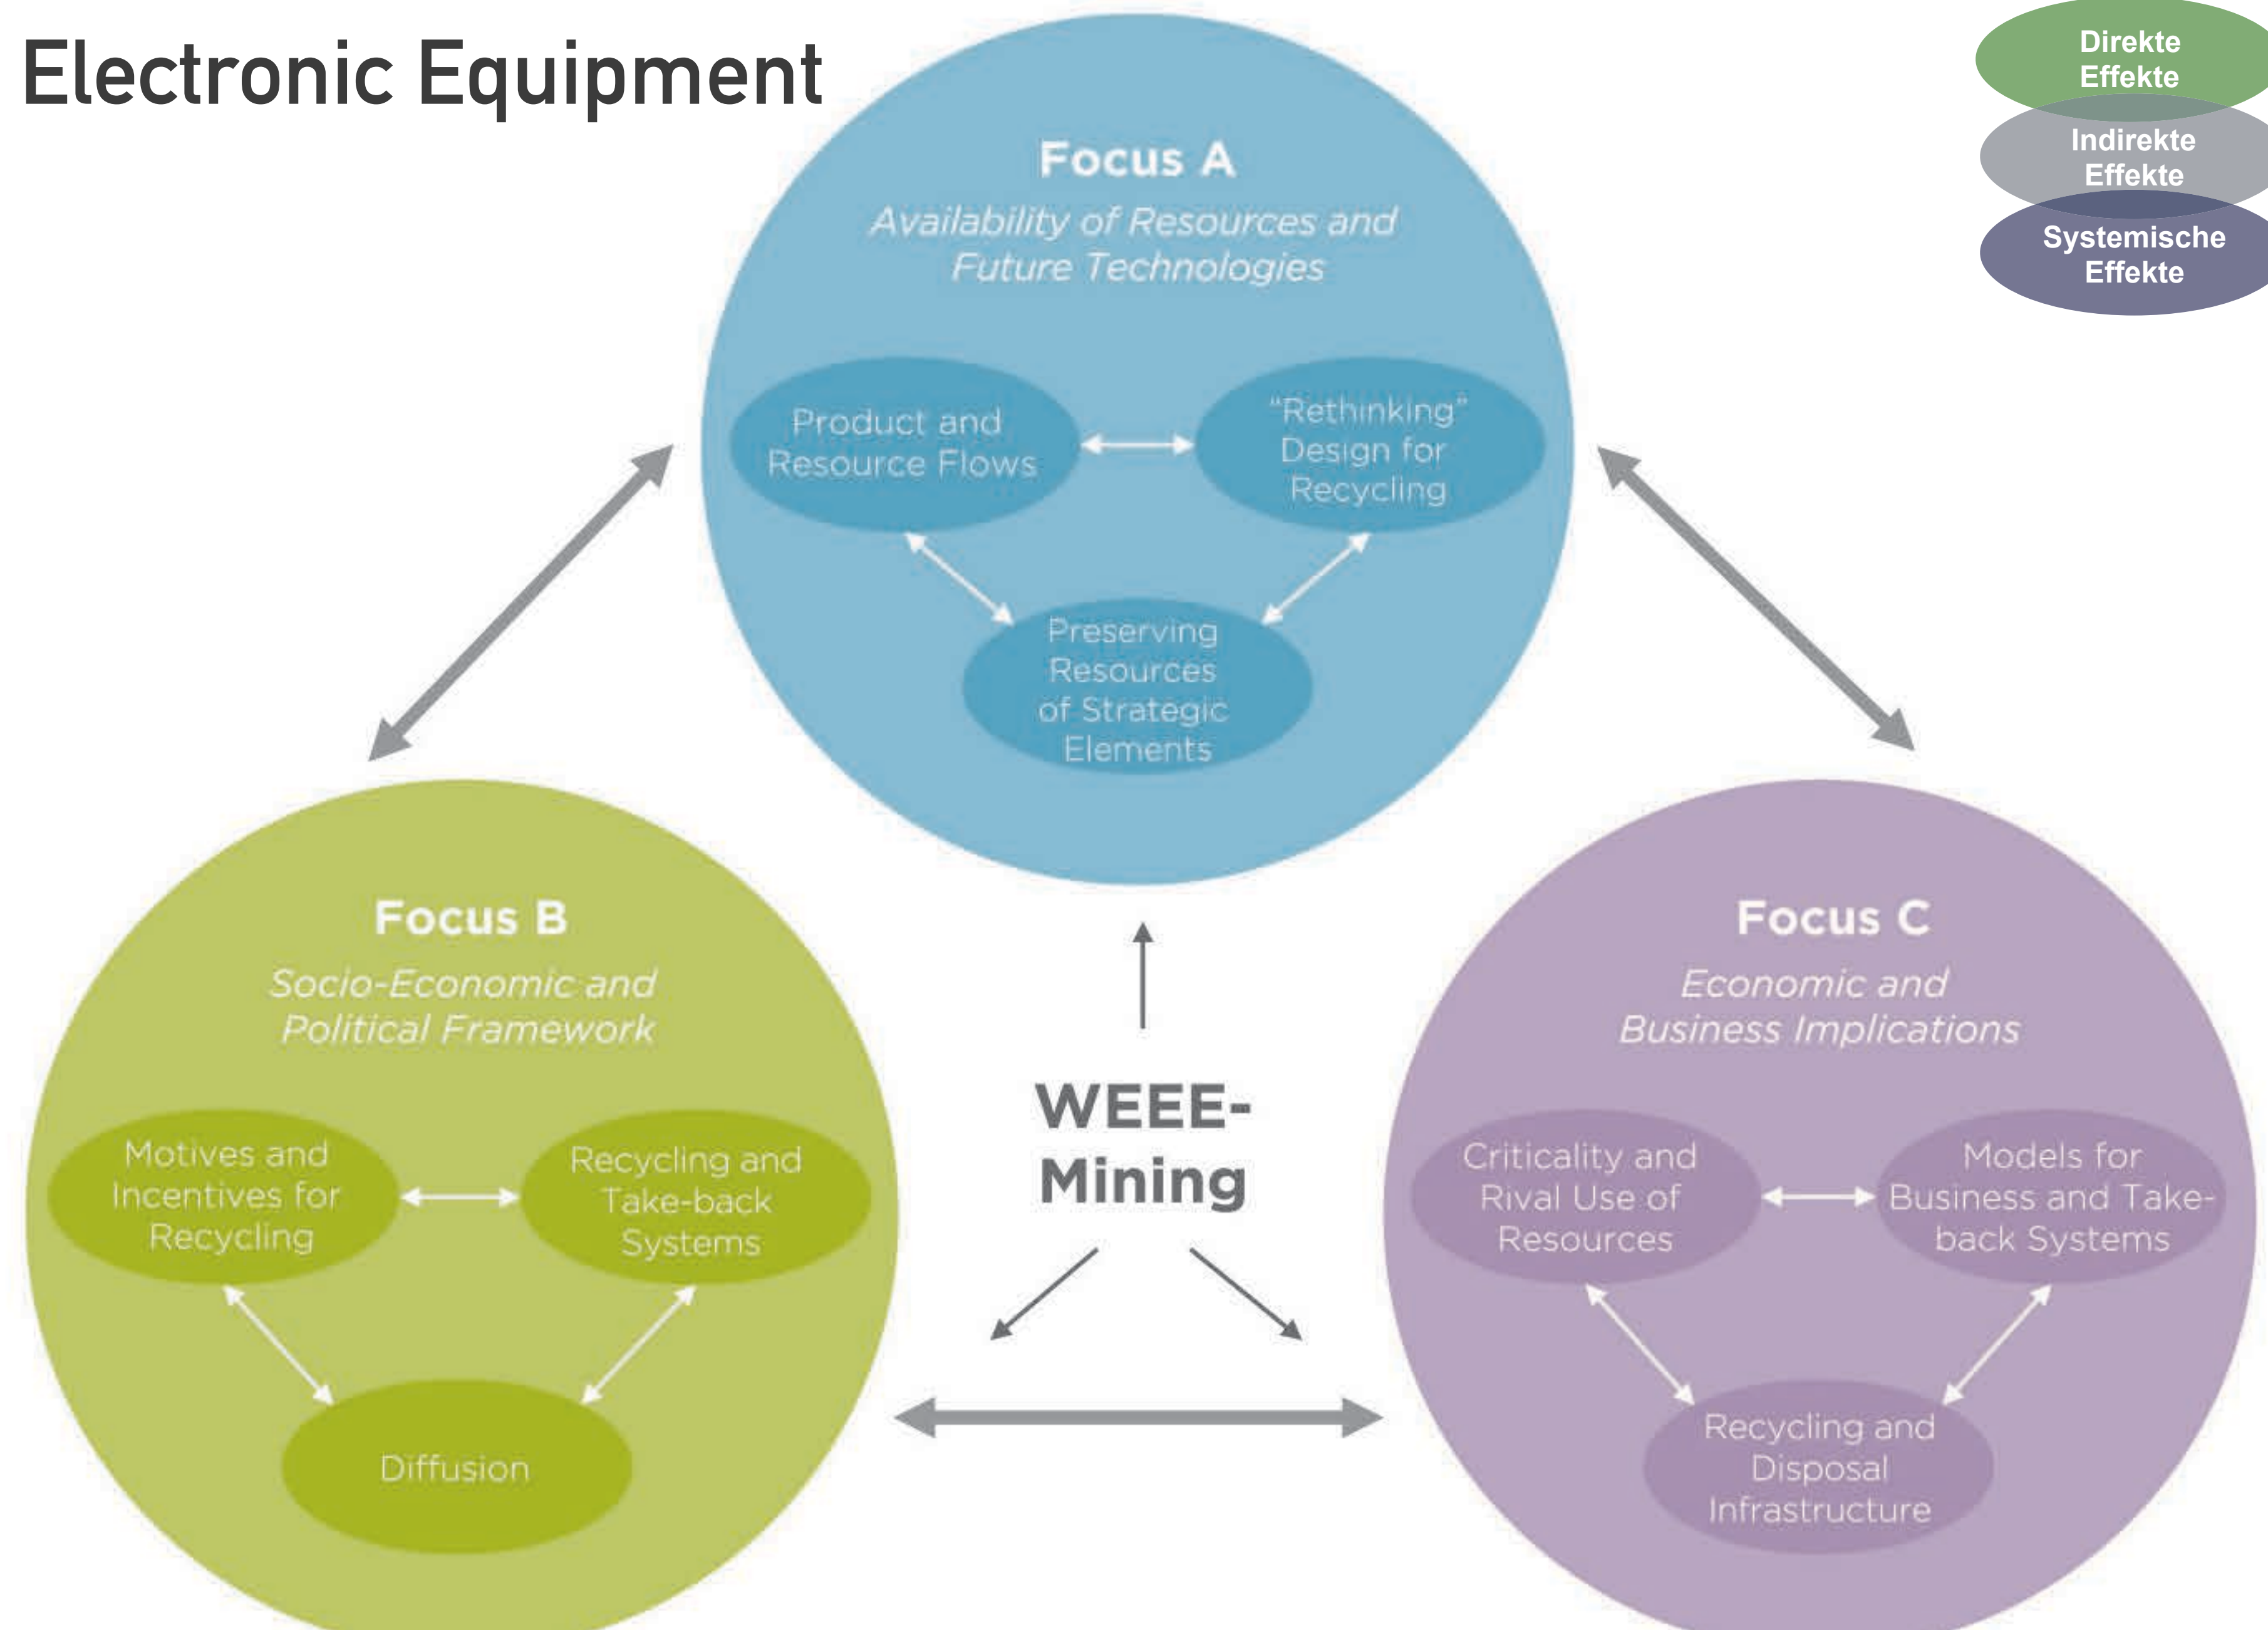 Electronic Equipment
Direkte
Effekte
Indirekte
Effekte
Systemische
Effekte
Focus A
Availability of Resources and
Future Technologies
Product and
Resource Flows
“Rethinking”
Design for
Recycling
Preserving
Resources
of Strategic
Elements
Focus B
Socio-Economic and
Political Framework
Motives and
Incentives for
Recycling
Recycling and
Take-back
Systems
Diffusion
WEEE-
Mining
Focus C
Economic and
Business Implications
Criticality and
Rival Use of
Resources
Models for
Business and Take-
back Systems
Recycling and
Disposal
Infrastructure